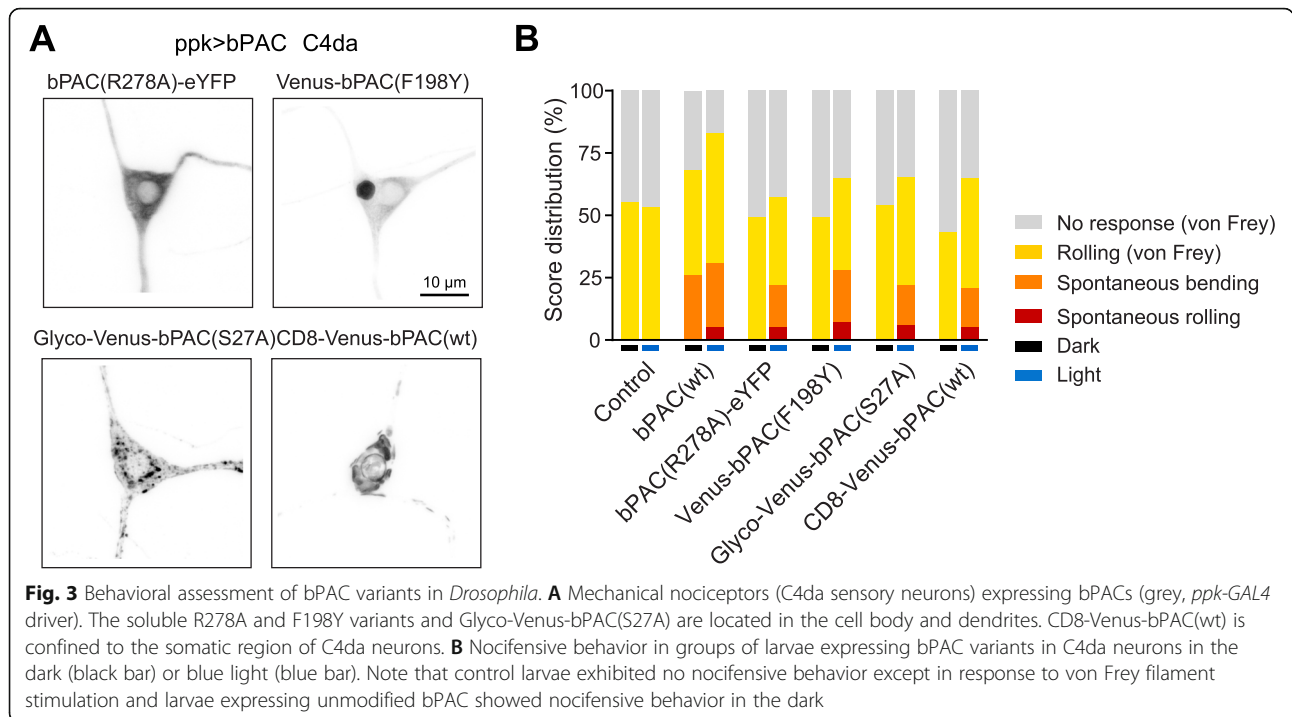 A
ppk>bPAC C4da
bPAC(R278A)-eYFP
Venus-bPAC(F198Y)
10 μm
Glyco-Venus-bPAC(S27A)CD8-Venus-bPAC(wt)
B
Score distribution (%)
100
75
50
25
0
Control
bPAC(wt)
bPAC(R278A)-eYFP
Venus-bPAC(F198Y)
Glyco-Venus-bPAC(S27A)
CD8-Venus-bPAC(wt)
No response (von Frey)
Rolling (von Frey)
Spontaneous bending
Spontaneous rolling
Dark
Light
Fig. 3 Behavioral assessment of bPAC variants in Drosophila. A Mechanical nociceptors (C4da sensory neurons) expressing bPACs (grey, ppk-GAL4
driver). The soluble R278A and F198Y variants and Glyco-Venus-bPAC(S27A) are located in the cell body and dendrites. CD8-Venus-bPAC(wt) is
confined to the somatic region of C4da neurons. B Nocifensive behavior in groups of larvae expressing bPAC variants in C4da neurons in the
dark (black bar) or blue light (blue bar). Note that control larvae exhibited no nocifensive behavior except in response to von Frey filament
stimulation and larvae expressing unmodified bPAC showed nocifensive behavior in the dark